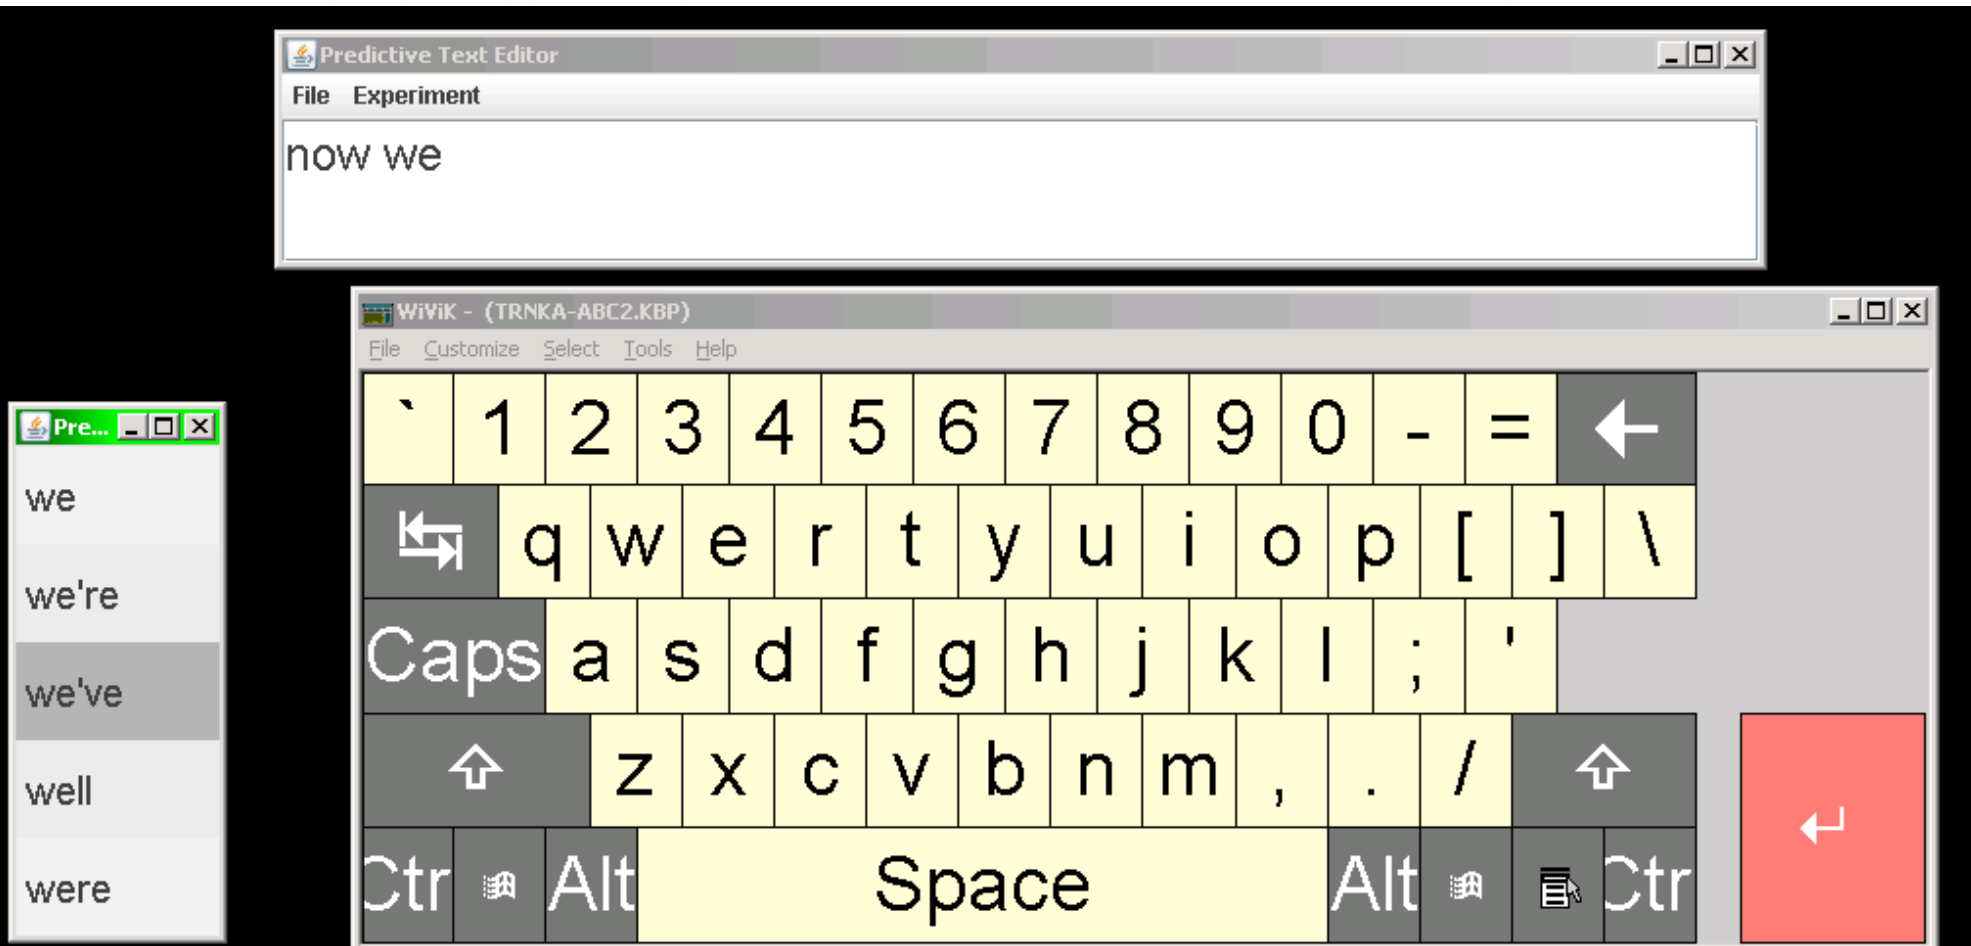 Predictive Text Editor
File Experiment
now we
WiViK - (TRNKA-ABC2.KBP)
File Customize Select Tools Help
Pre...
we
we're
we've
well
were
` 1 2 3 4 5 6 7 8 9 0 - =
q w e r t y u i o p [ ] \
Caps a s d f g h j k l ; '
z x c v b n m , . /
Ctr Alt Space Alt Ctr